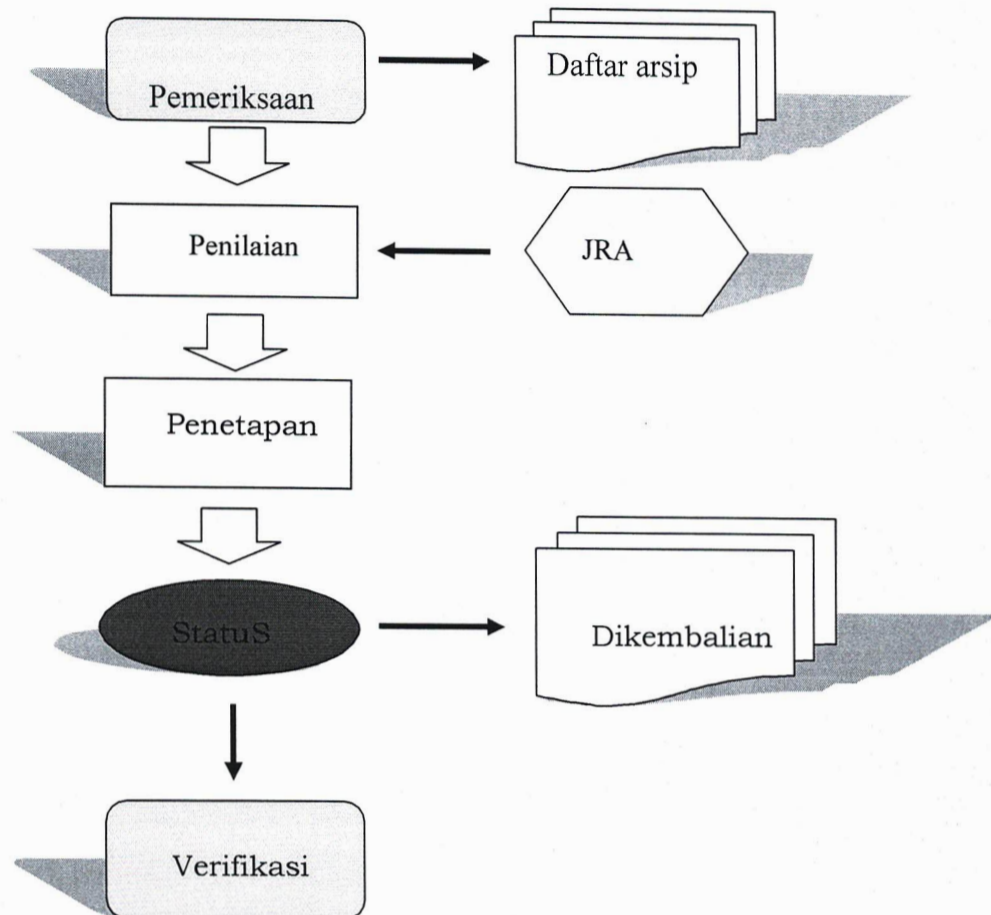 Pemeriksaan
Daftar arsip
Penilaian
JRA
Penetapan
StatuS
Dikembalian
Verifikasi